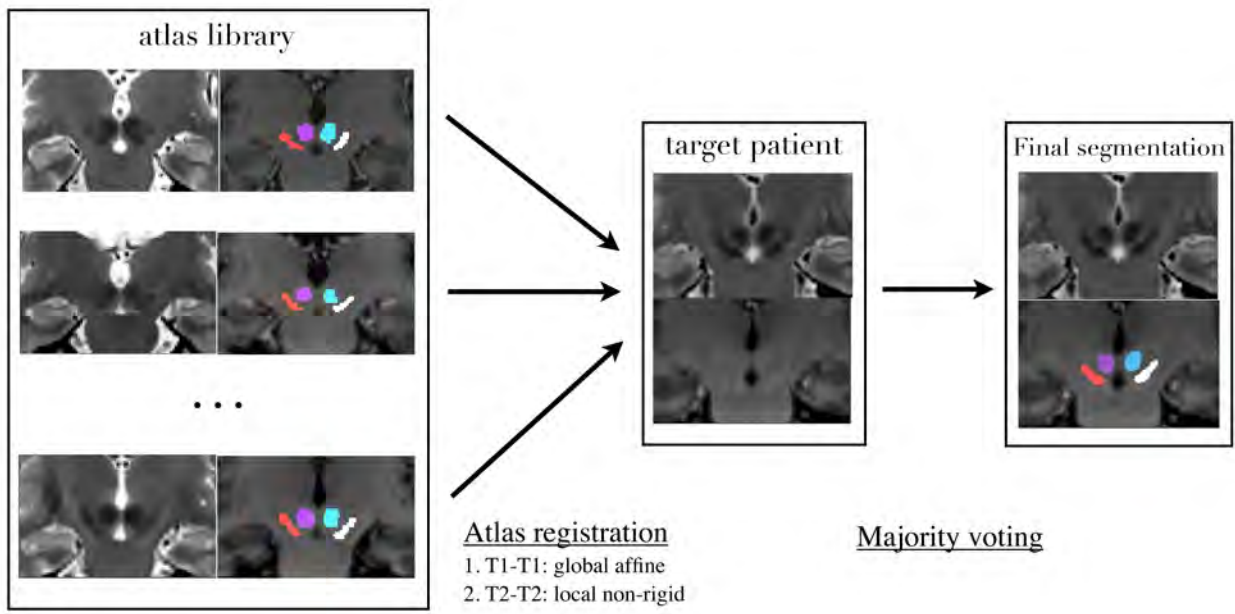 atlas library
. . .
target patient
Final segmentation
Atlas registration
1. T1-T1: global affine
2. T2-T2: local non-rigid
Majority voting